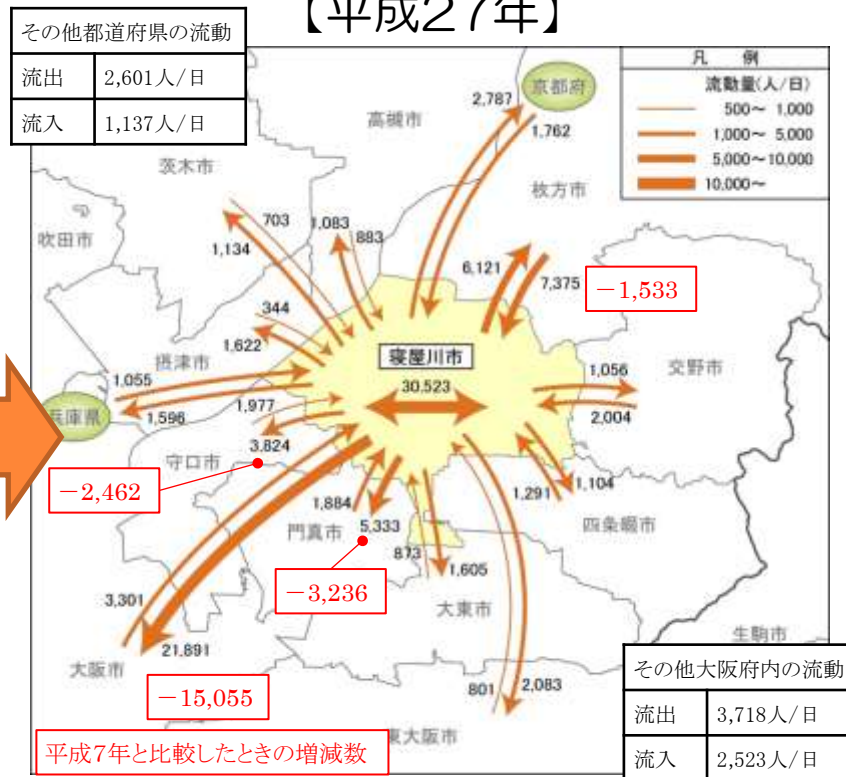 【平成27年】
その他都道府県の流動
流出 2,601人/日
流入 1,137人/日
凡 例
流動量(人/日)
500～ 1,000
1,000～ 5,000
5,000～10,000
10,000～
京都府
2,787
1,762
高槻市
茨木市
枚方市
吹田市
703
1,134
1,083
883
6,121
7,375
－1,533
344
1,622
摂津市
寝屋川市
30,523
1,056
2,004
交野市
1,055
1,596
兵庫県
1,977
3,824
守口市
－2,462
1,884
5,333
門真市
－3,236
873
1,605
大東市
1,291
1,104
四条畷市
3,301
21,891
大阪市
－15,055
801
2,083
東大阪市
生駒市
平成7年と比較したときの増減数
その他大阪府内の流動
流出 3,718人/日
流入 2,523人/日